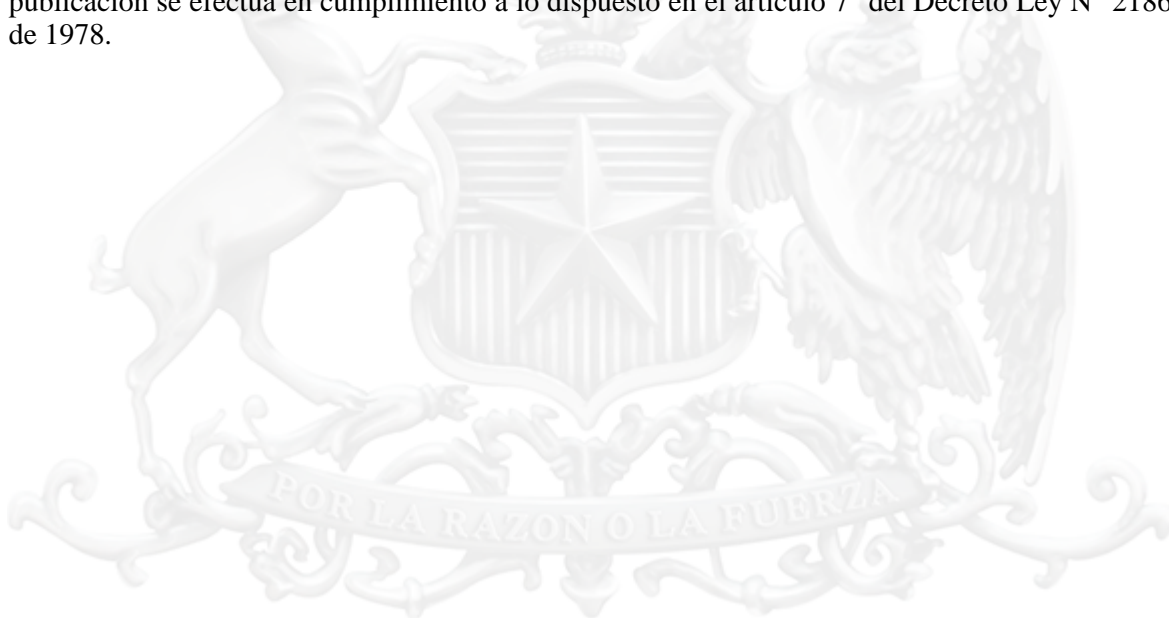 publicación se efectúa en cumplimiento a lo dispuesto en el artículo 7° del Decreto Ley N° 2186
de 1978.
POR LA RAZON O LA FUERZA